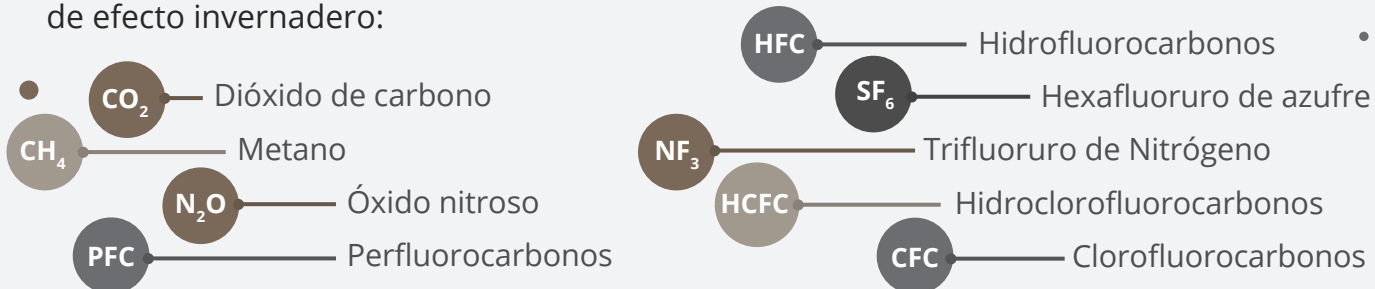 de efecto invernadero:
CO2 Dióxido de carbono
CH4 Metano
N2O Óxido nitroso
PFC Perfluorocarbonos
HFC Hidrofluorocarbonos
SF6 Hexafluoruro de azufre
NF3 Trifluoruro de Nitrógeno
HCFC Hidroclorofluorocarbonos
CFC Clorofluorocarbonos